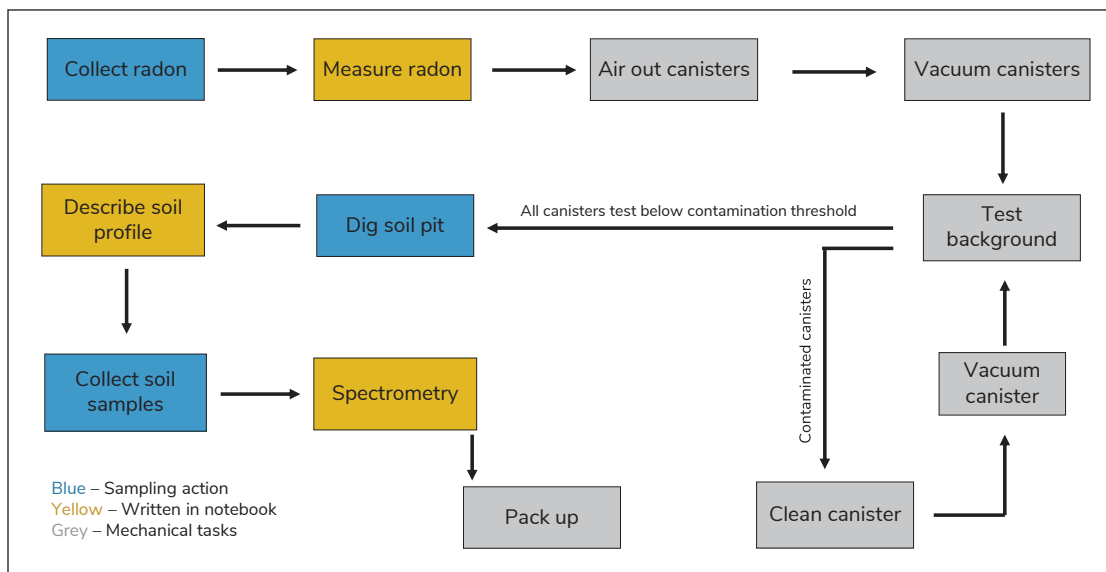 Collect radon
Measure radon
Air out canisters
Vacuum canisters
Describe soil
profile
Dig soil pit
All canisters test below contamination threshold
Test
background
Contaminated canisters
Collect soil
samples
Spectrometry
Vacuum
canister
Blue – Sampling action
Yellow – Written in notebook
Grey – Mechanical tasks
Pack up
Clean canister